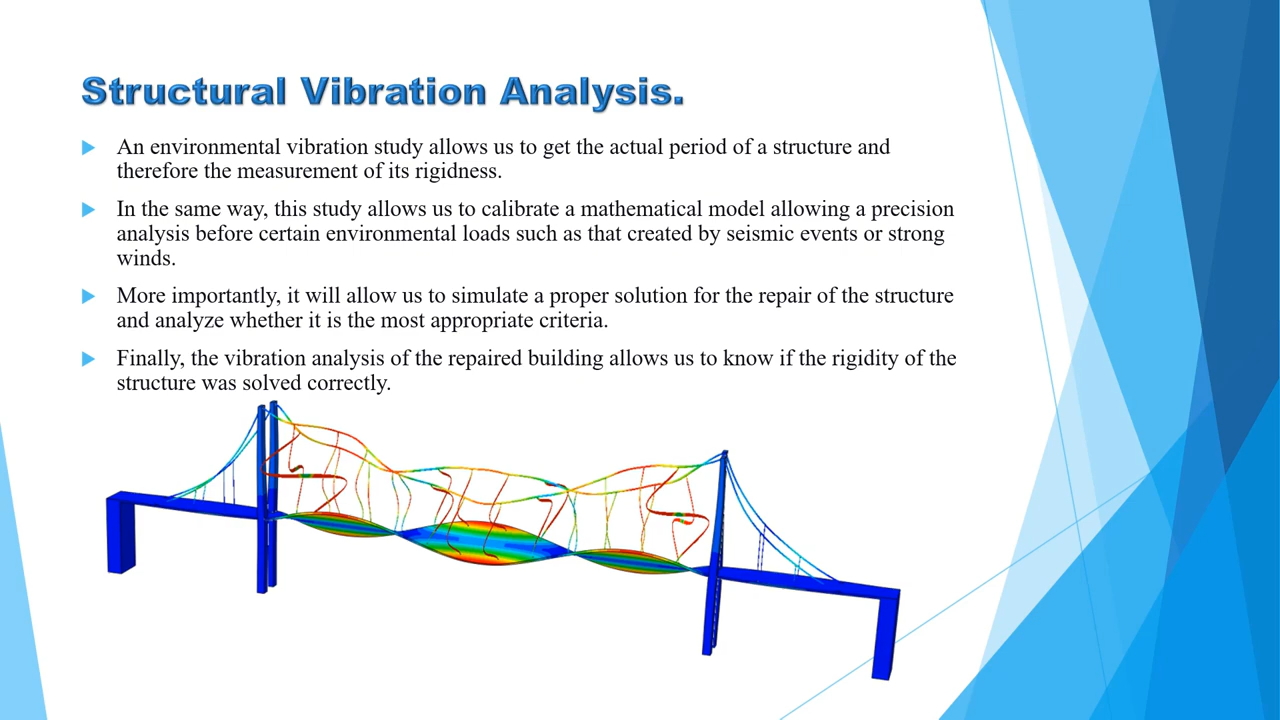 Structural Vibration Analysis.
An environmental vibration study allows us to get the actual period of a structure and
therefore the measurement of its rigidness.
In the same way, this study allows us to calibrate a mathematical model allowing a precision
analysis before certain environmental loads such as that created by seismic events or strong
winds.
More importantly, it will allow us to simulate a proper solution for the repair of the structure
and analyze whether it is the most appropriate criteria.
Finally, the vibration analysis of the repaired building allows us to know if the rigidity of the
structure was solved correctly.